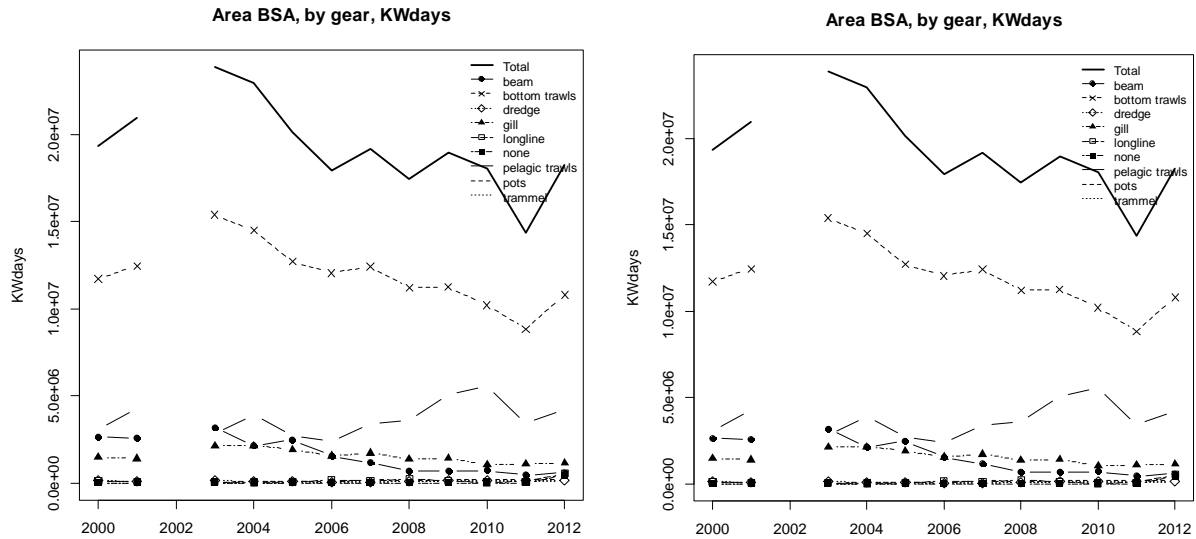 Area BSA, by gear, KWdays
KWdays
2.0e+07
1.5e+07
1.0e+07
5.0e+06
0.0e+00
2000 2002 2004 2006 2008 2010 2012
Total
beam
bottom trawls
dredge
gill
longline
none
pelagic trawls
pots
trammel
Area BSA, by gear, KWdays
KWdays
2.0e+07
1.5e+07
1.0e+07
5.0e+06
0.0e+00
2000 2002 2004 2006 2008 2010 2012
Total
beam
bottom trawls
dredge
gill
longline
none
pelagic trawls
pots
trammel